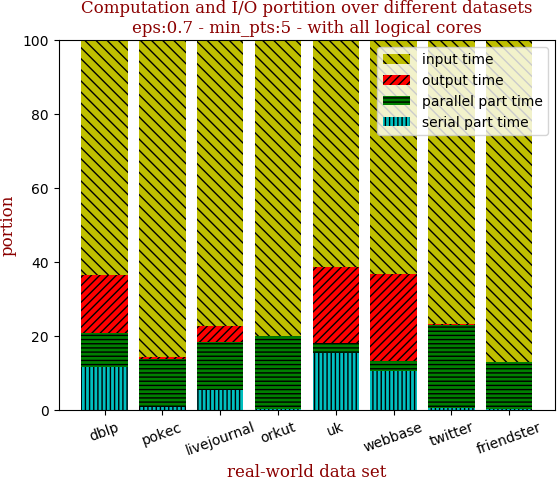 Computation and I/O portition over different datasets
eps:0.7 - min_pts:5 - with all logical cores
input time
output time
parallel part time
serial part time
portion
100
80
60
40
20
0
dblp
pokec
livejournal
orkut
uk
webbase
twitter
friendster
real-world data set